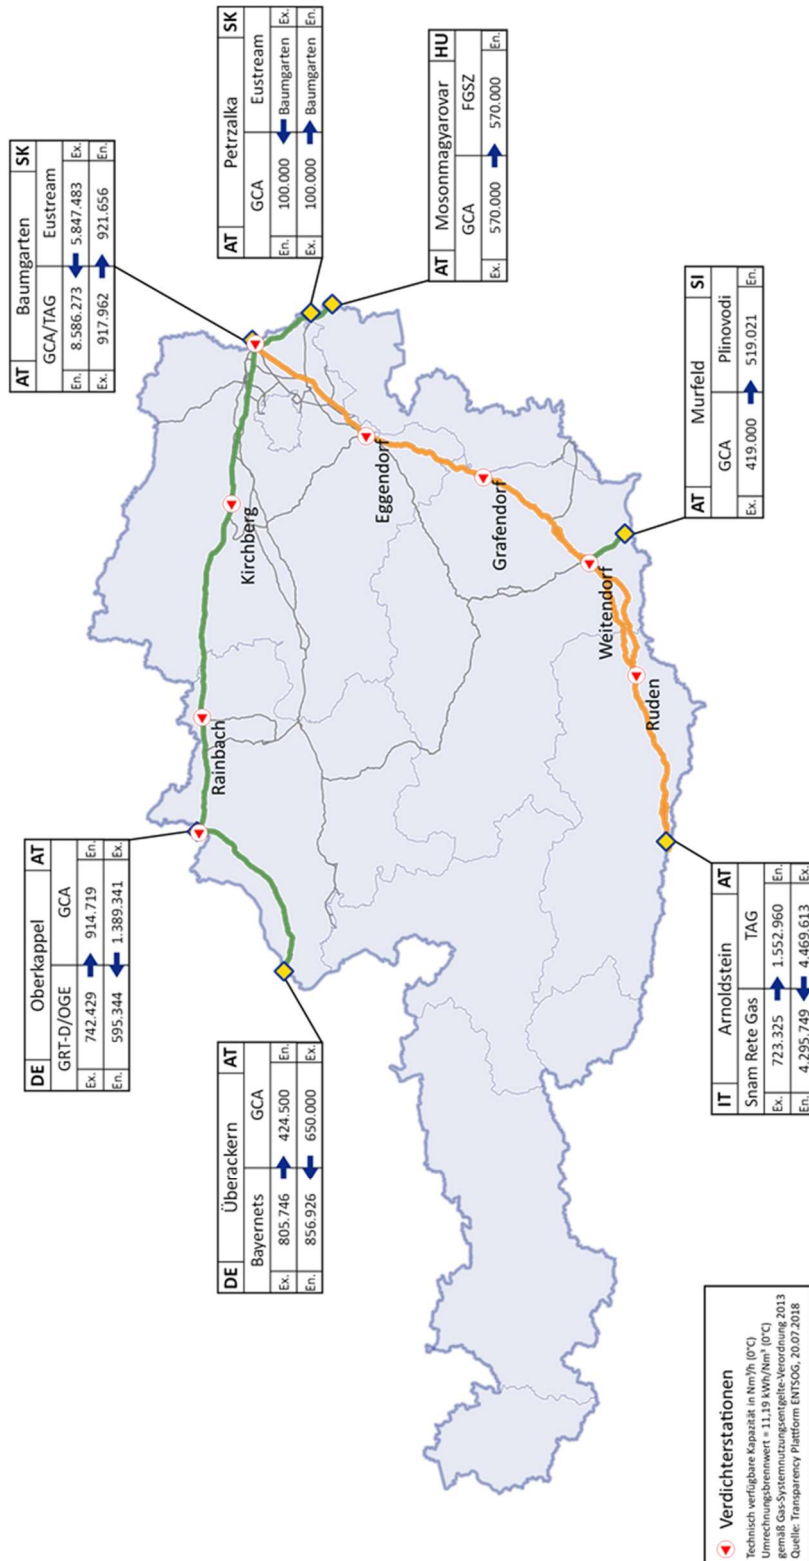 AT Baumgarten SK
GCA/TAG Eustream
En. 8.586.273 5.847.483 Ex.
Ex. 917.962 921.656 En.
AT Petrzalka SK
GCA Eustream
En. 100.000 Baumgarten Ex.
Ex. 100.000 Baumgarten En.
AT Mosonmagyarovar HU
GCA FGSZ
Ex. 570.000 570.000 En.
DE Oberkappel AT
GRT-D/OGE GCA
Ex. 742.429 914.719 En.
En. 595.344 1.389.341 Ex.
DE Überackern AT
Bayernets GCA
Ex. 805.746 424.500 En.
En. 856.926 650.000 Ex.
Rainbach
Kirchberg
Eggendorf
Grafendorf
Weitendorf
Ruden
AT Murfeld SI
GCA Plinovodi
Ex. 419.000 519.021 En.
IT Arnoldstein AT
Snam Rete Gas TAG
Ex. 723.325 1.552.960 En.
En. 4.295.749 4.469.613 Ex.
Verdichterstationen
Technisch verfügbare Kapazität in Nm³/h (0°C)
Umrechnungsbrennwert = 11,19 kWh/Nm³ (0°C)
gemäß Gas-Systemnutzungsentgelte-Verordnung 2013
Quelle: Transparency Plattform ENTSOG, 20.07.2018